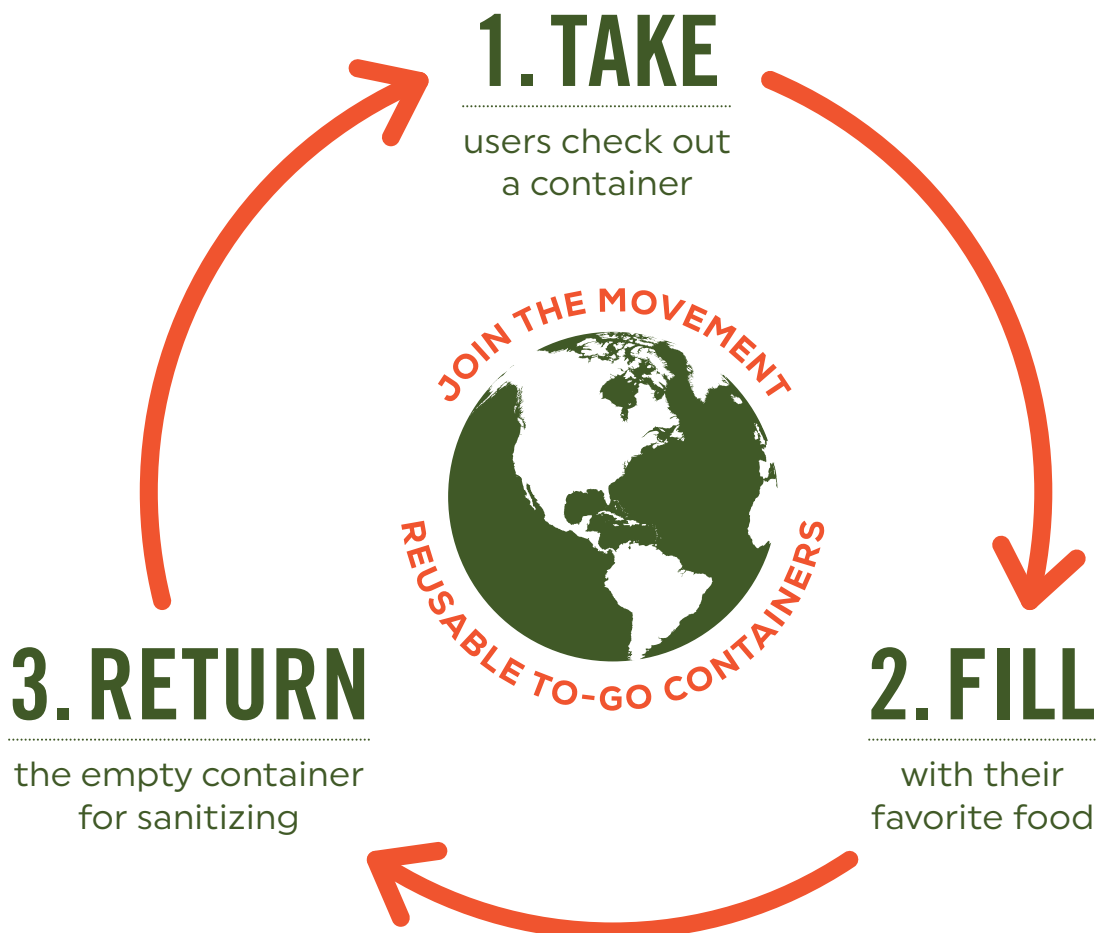 1. TAKE
users check out
a container
JOIN THE MOVEMENT
REUSABLE TO-GO CONTAINERS
2. FILL
with their
favorite food
3. RETURN
the empty container
for sanitizing